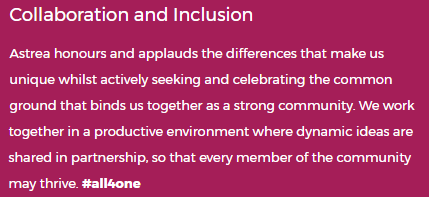 Collaboration and Inclusion
Astrea honours and applauds the differences that make us
unique whilst actively seeking and celebrating the common
ground that binds us together as a strong community. We work
together in a productive environment where dynamic ideas are
shared in partnership, so that every member of the community
may thrive. #all4one